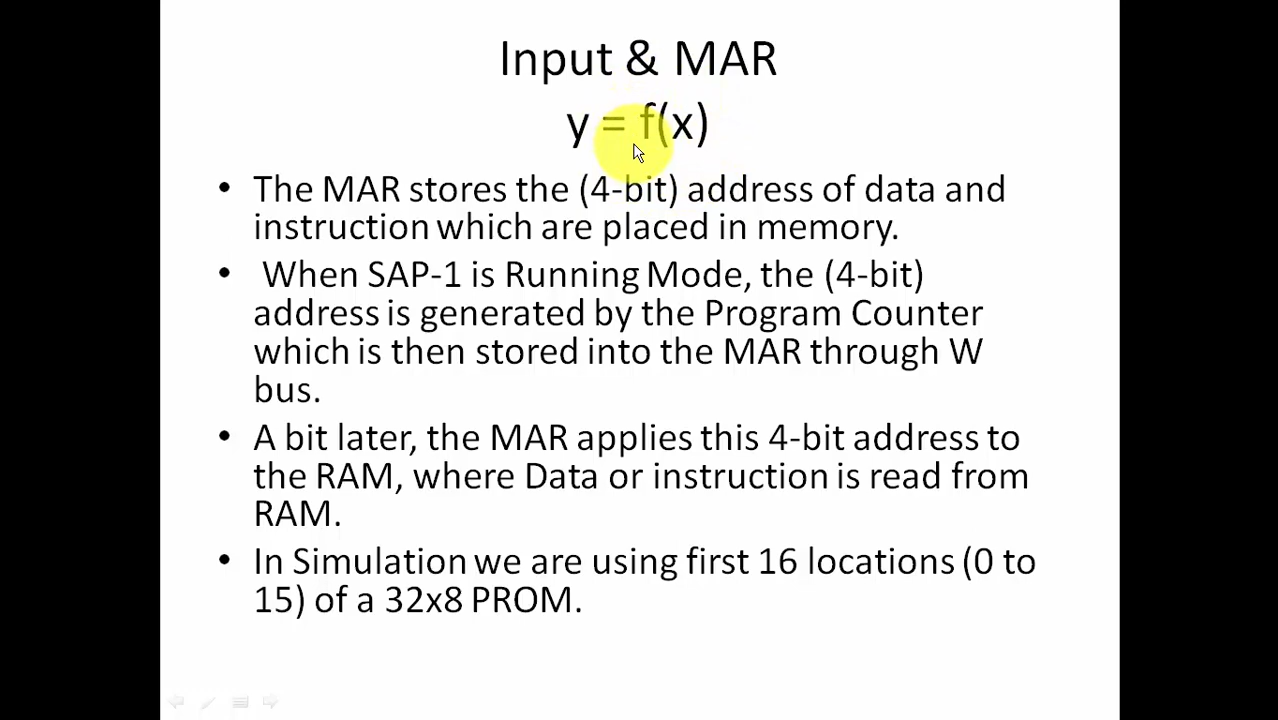 Input & MAR
y = f(x)
• The MAR stores the (4-bit) address of data and
instruction which are placed in memory.
• When SAP-1 is Running Mode, the (4-bit)
address is generated by the Program Counter
which is then stored into the MAR through W
bus.
• A bit later, the MAR applies this 4-bit address to
the RAM, where Data or instruction is read from
RAM.
• In Simulation we are using first 16 locations (0 to
15) of a 32x8 PROM.